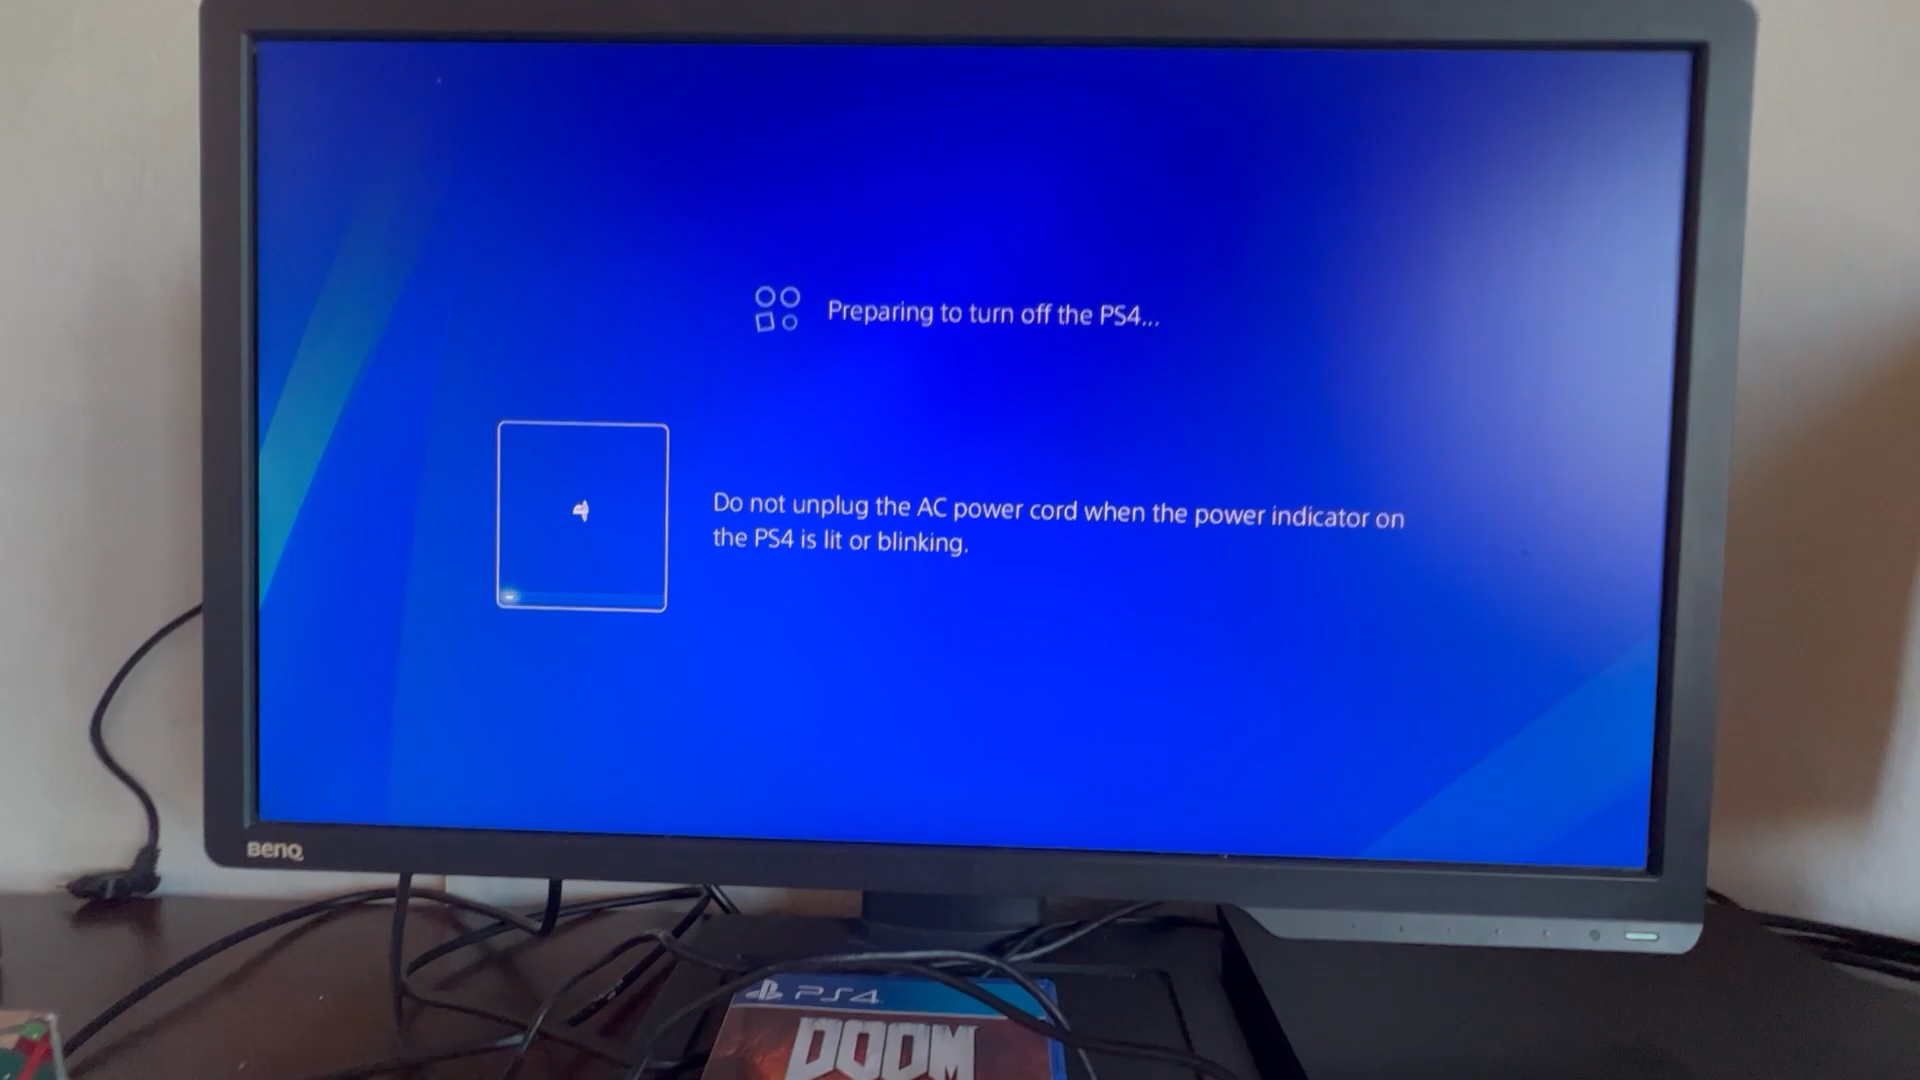 Preparing to turn off the PS4...
Do not unplug the AC power cord when the power indicator on
the PS4 is lit or blinking.
BenQ
PS4
DOOM